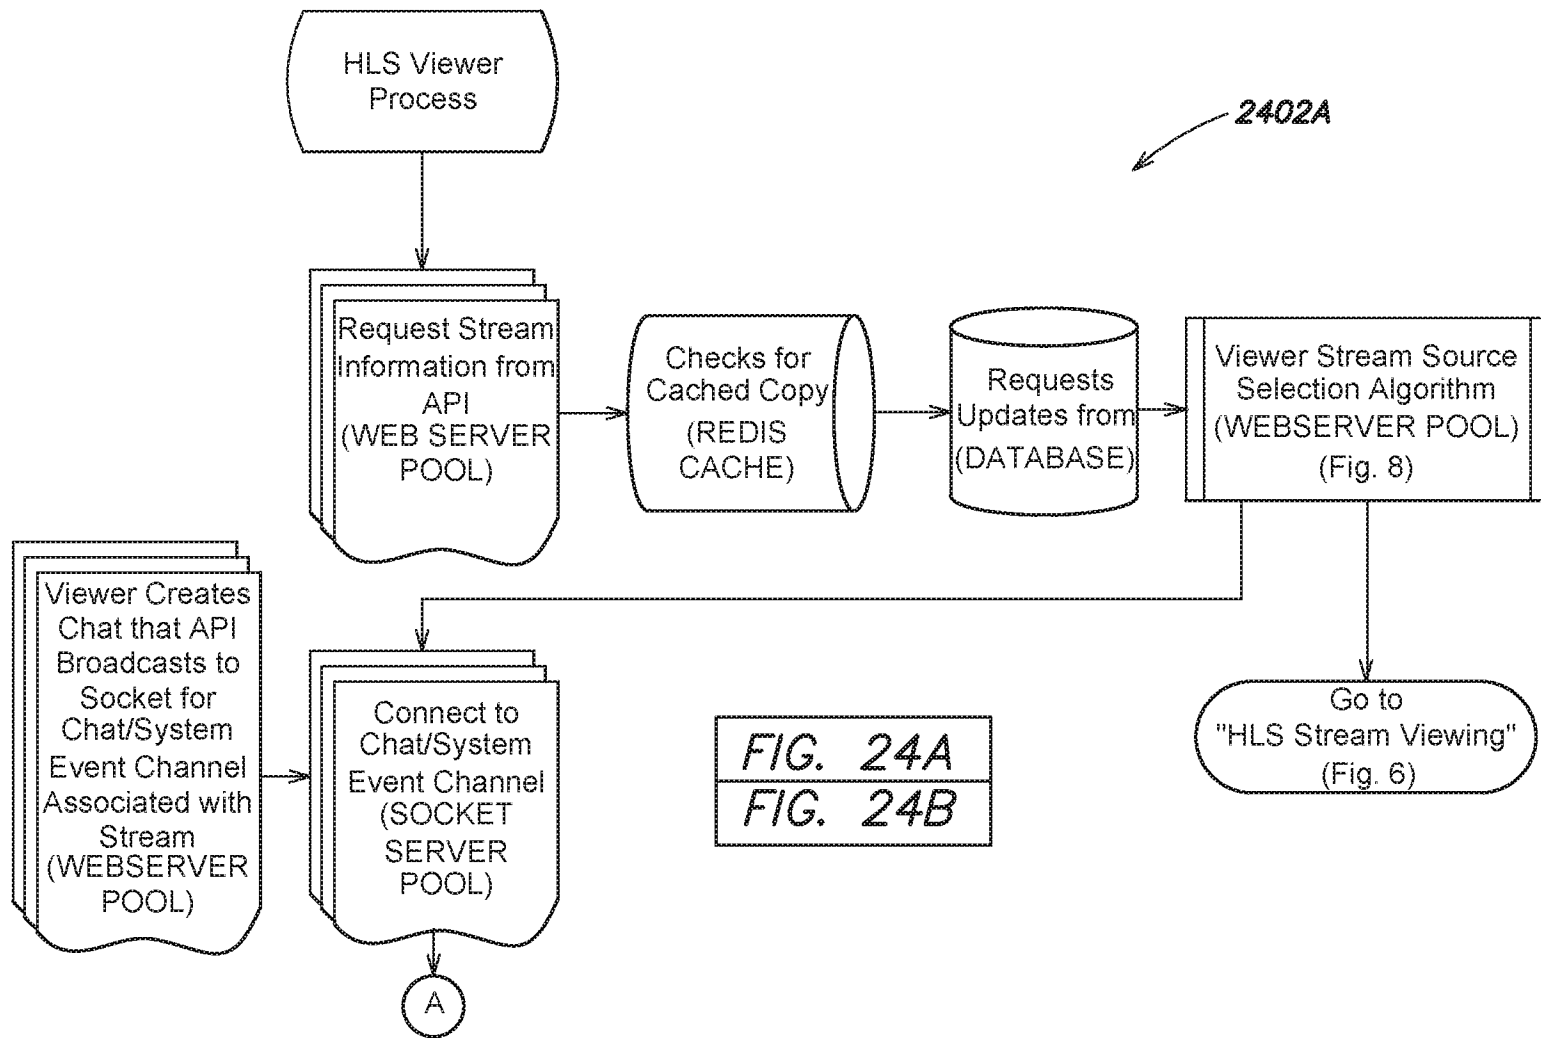 HLS Viewer
Process
2402A
Request Stream
Information from
API
(WEB SERVER
POOL)
Checks for
Cached Copy
(REDIS
CACHE)
Requests
Updates from
(DATABASE)
Viewer Stream Source
Selection Algorithm
(WEBSERVER POOL)
(Fig. 8)
Viewer Creates
Chat that API
Broadcasts to
Socket for
Chat/System
Event Channel
Associated with
Stream
(WEBSERVER
POOL)
Connect to
Chat/System
Event Channel
(SOCKET
SERVER
POOL)
FIG. 24A
FIG. 24B
Go to
"HLS Stream Viewing"
(Fig. 6)
A